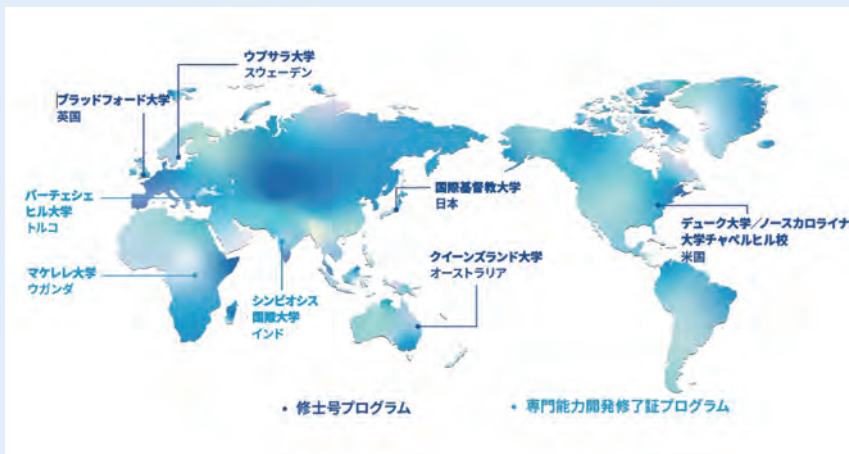 ウプサラ大学
スウェーデン
ブラッドフォード大学
英国
バーチェシェ
ヒル大学
トルコ
マケレレ大学
ウガンダ
シンビオシス
国際大学
インド
国際基督教大学
日本
クイーンズランド大学
オーストラリア
デューク大学／ノースカロライナ
大学チャペルヒル校
米国
• 修士号プログラム
• 専門能力開発修了証プログラム